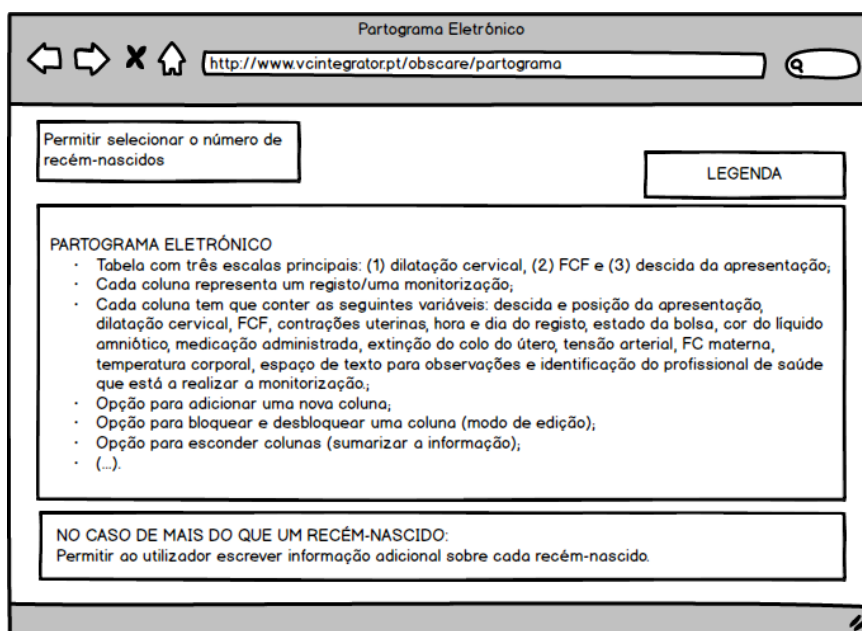 Partograma Eletrónico
http://www.vcintegrator.pt/obscare/partograma
Permitir selecionar o número de
recém-nascidos
LEGENDA
PARTOGRAMA ELETRÓNICO
· Tabela com três escalas principais: (1) dilatação cervical, (2) FCF e (3) descida da apresentação;
· Cada coluna representa um registo/uma monitorização;
· Cada coluna tem que conter as seguintes variáveis: descida e posição da apresentação,
dilatação cervical, FCF, contrações uterinas, hora e dia do registo, estado da bolsa, cor do líquido
amniótico, medicação administrada, extinção do colo do útero, tensão arterial, FC materna,
temperatura corporal, espaço de texto para observações e identificação do profissional de saúde
que está a realizar a monitorização.;
· Opção para adicionar uma nova coluna;
· Opção para bloquear e desbloquear uma coluna (modo de edição);
· Opção para esconder colunas (sumarizar a informação);
· (...).
NO CASO DE MAIS DO QUE UM RECÉM-NASCIDO:
Permitir ao utilizador escrever informação adicional sobre cada recém-nascido.